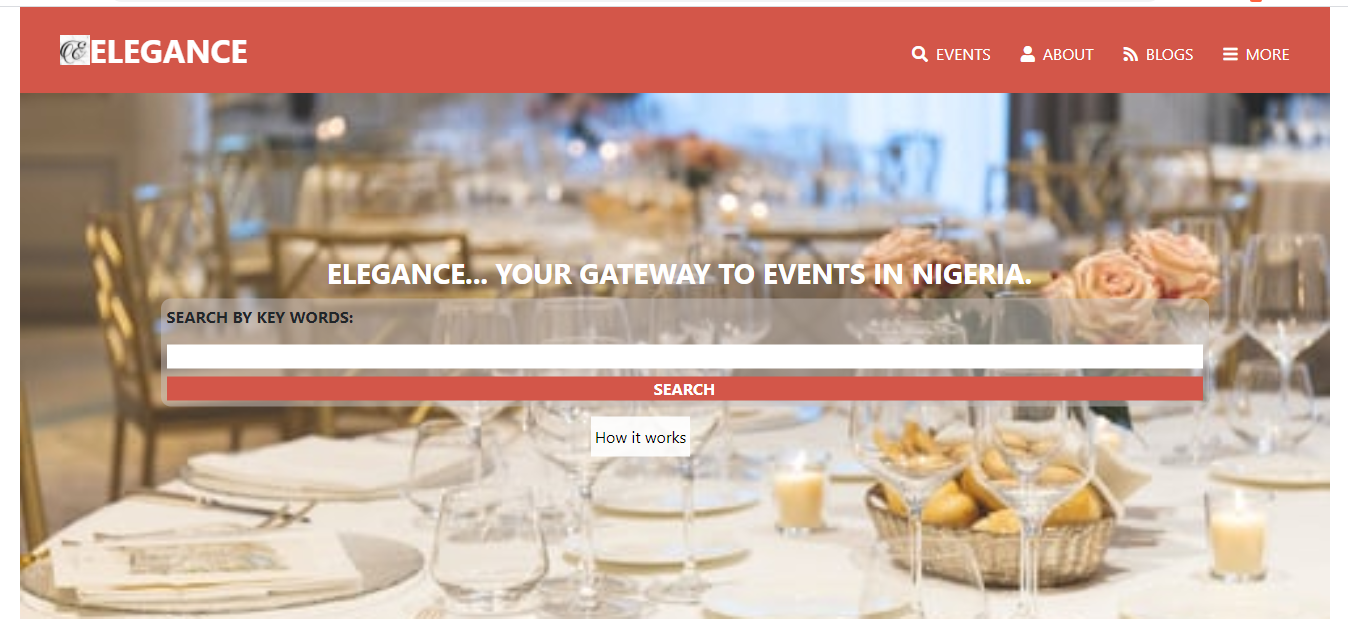 ELEGANCE
EVENTS ABOUT BLOGS MORE
ELEGANCE... YOUR GATEWAY TO EVENTS IN NIGERIA.
SEARCH BY KEY WORDS:
SEARCH
How it works